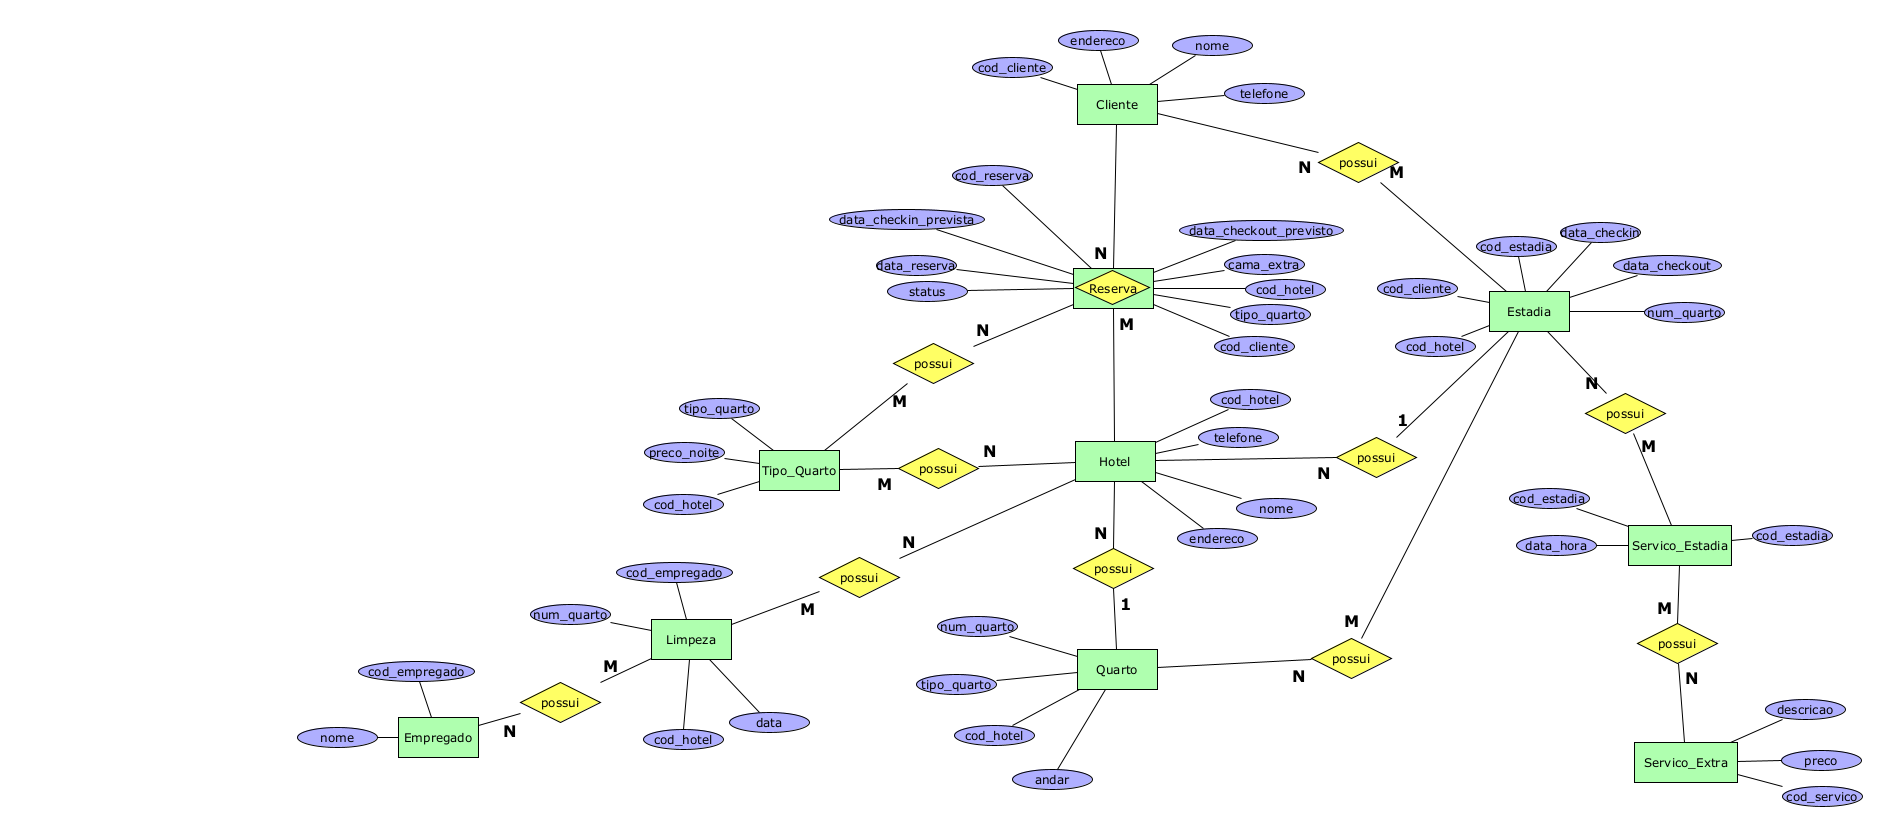 endereco
nome
cod_cliente
telefone
Cliente
possui
N
M
cod_reserva
data_checkin_prevista
data_checkout_previsto
data_reserva
cama_extra
status
cod_hotel
tipo_quarto
cod_cliente
N
Reserva
M
cod_estadia
data_checkin
data_checkout
cod_cliente
num_quarto
cod_hotel
Estadia
N
possui
M
N
possui
M
tipo_quarto
preco_noite
cod_hotel
Tipo_Quarto
M
possui
N
Hotel
cod_hotel
telefone
nome
endereco
1
possui
N
cod_estadia
data_hora
Servico_Estadia
cod_estadia
N
possui
M
N
possui
1
cod_empregado
num_quarto
Limpeza
cod_hotel
data
M
possui
N
cod_empregado
nome
Empregado
num_quarto
tipo_quarto
cod_hotel
andar
Quarto
M
possui
N
M
possui
N
descricao
Servico_Extra
preco
cod_servico